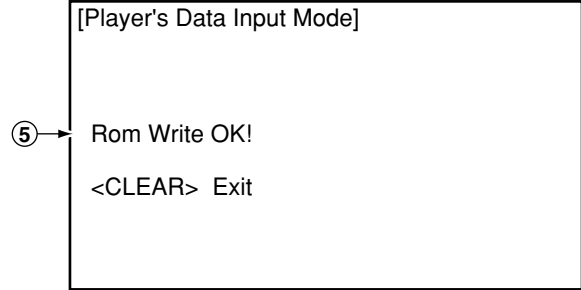 [Player's Data Input Mode]
5 Rom Write OK!
<CLEAR> Exit